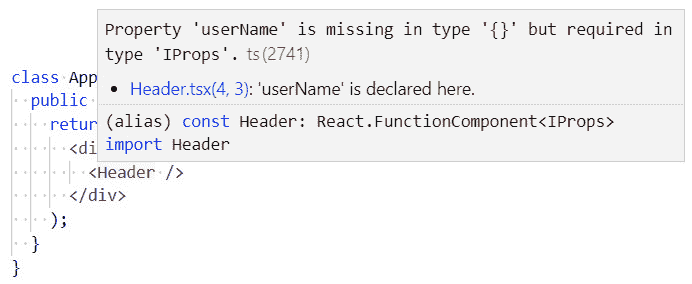 Property 'userName' is missing in type '{}' but required in
type 'IProps'. ts(2741)
• Header.tsx(4, 3): 'userName' is declared here.
(alias) const Header: React.FunctionComponent<IProps>
import Header
class App
public
return
<di
<Header />
</div>
);
}
}